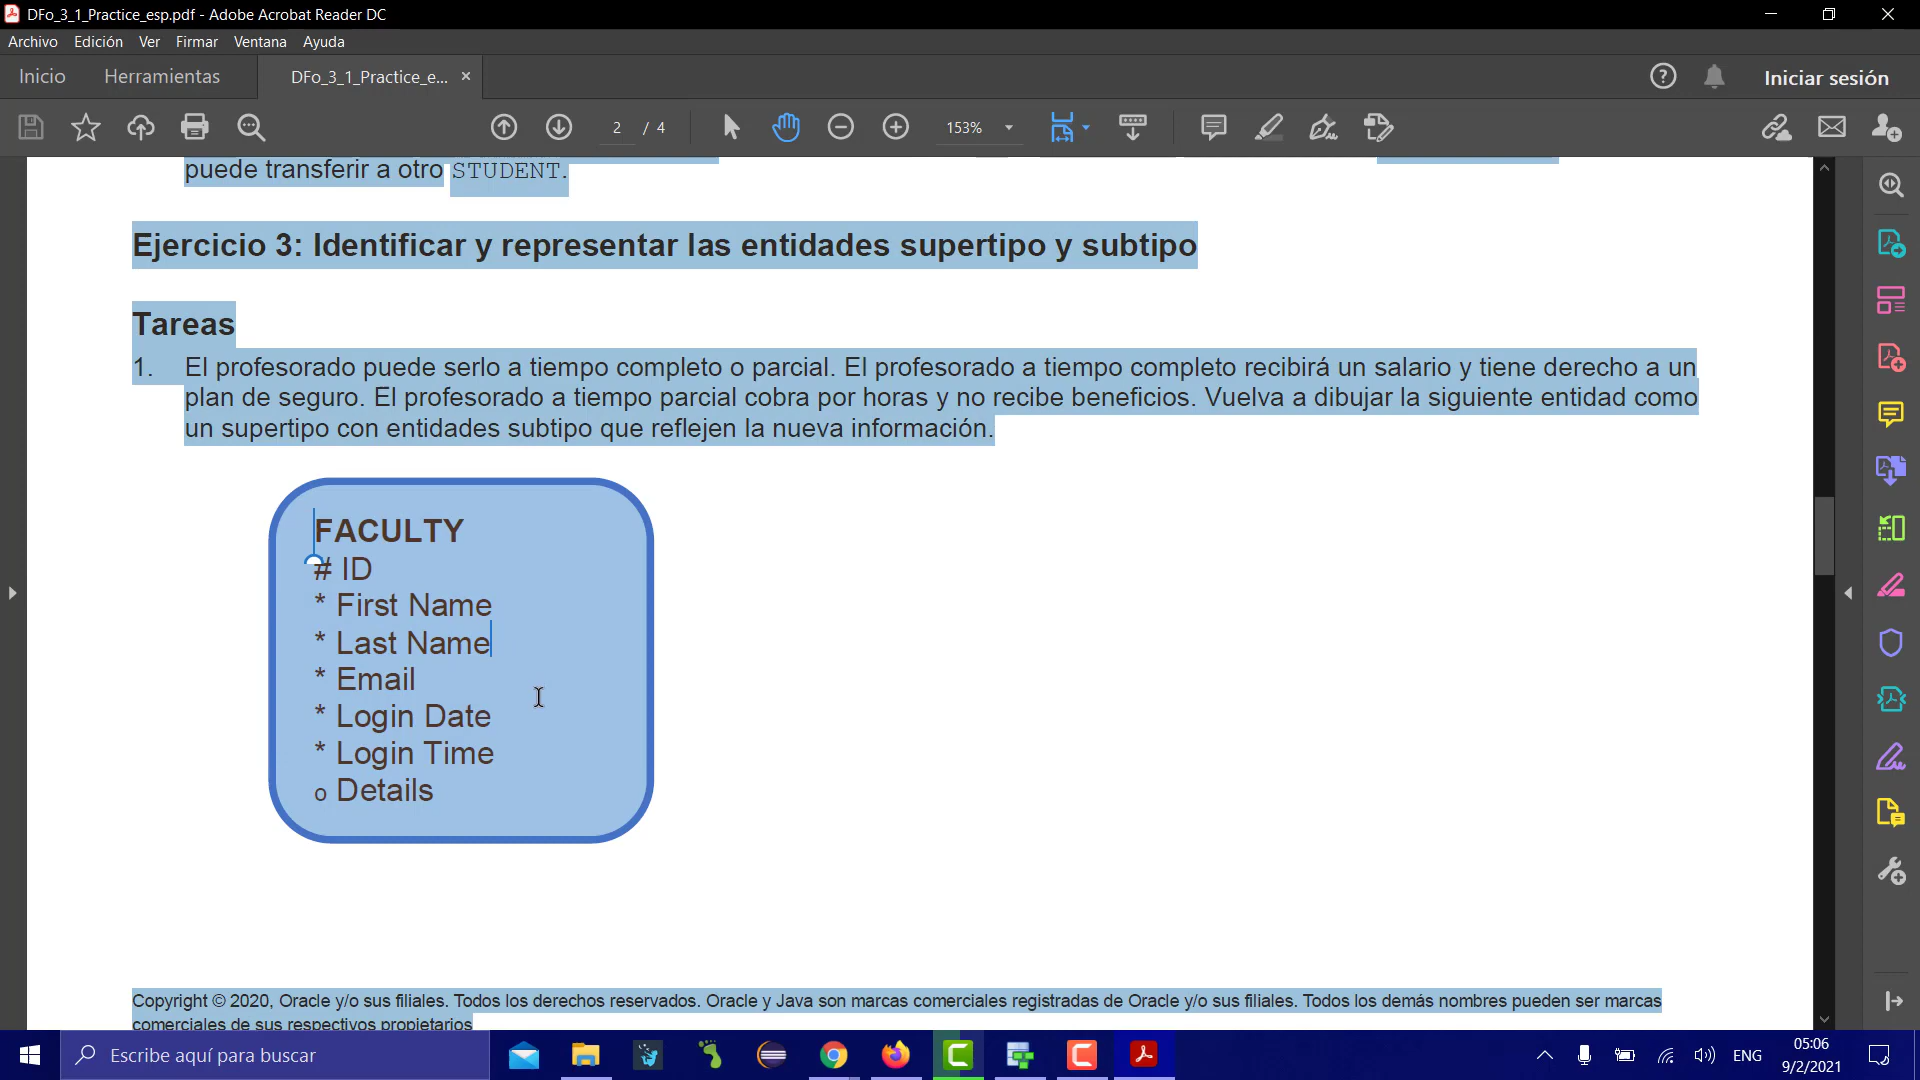 DFo_3_1_Practice_esp.pdf - Adobe Acrobat Reader DC
Archivo Edición Ver Firmar Ventana Ayuda
Inicio Herramientas DFo_3_1_Practice_e... × Iniciar sesión
2 / 4 153%
puede transferir a otro STUDENT.
Ejercicio 3: Identificar y representar las entidades supertipo y subtipo
Tareas
1. El profesorado puede serlo a tiempo completo o parcial. El profesorado a tiempo completo recibirá un salario y tiene derecho a un
plan de seguro. El profesorado a tiempo parcial cobra por horas y no recibe beneficios. Vuelva a dibujar la siguiente entidad como
un supertipo con entidades subtipo que reflejen la nueva información.
FACULTY
# ID
* First Name
* Last Name
* Email
* Login Date
* Login Time
o Details
Copyright © 2020, Oracle y/o sus filiales. Todos los derechos reservados. Oracle y Java son marcas comerciales registradas de Oracle y/o sus filiales. Todos los demás nombres pueden ser marcas
comerciales de sus respectivos propietarios
Escribe aquí para buscar
ENG
05:06
9/2/2021